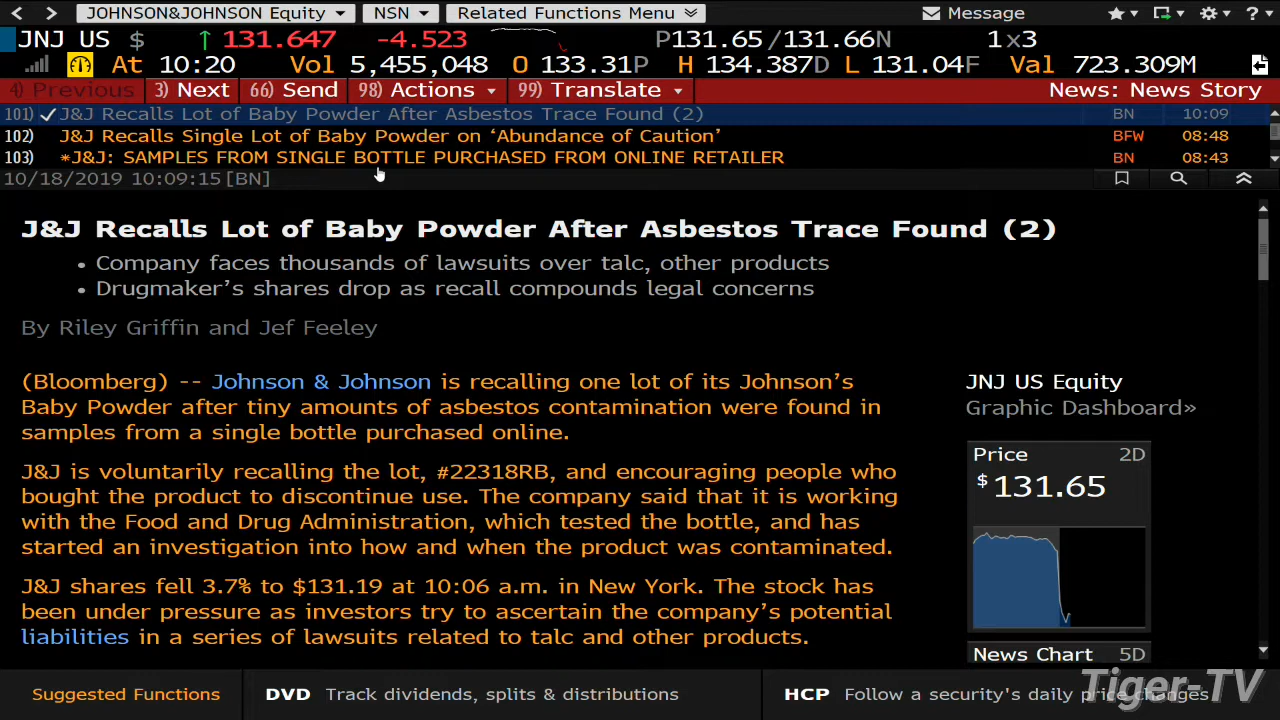 JOHNSON&JOHNSON Equity NSN Related Functions Menu Message ?
JNJ US $ ↑ 131.647 -4.523 P131.65/131.66N 1x3
At 10:20 Vol 5,455,048 O 133.31P H 134.387D L 131.04F Val 723.309M
4) Previous 3) Next 66) Send 98) Actions 99) Translate News: News Story
101) J&J Recalls Lot of Baby Powder After Asbestos Trace Found (2) BN 10:09
102) J&J Recalls Single Lot of Baby Powder on ‘Abundance of Caution’ BFW 08:48
103) *J&J: SAMPLES FROM SINGLE BOTTLE PURCHASED FROM ONLINE RETAILER BN 08:43
10/18/2019 10:09:15[BN]
J&J Recalls Lot of Baby Powder After Asbestos Trace Found (2)
• Company faces thousands of lawsuits over talc, other products
• Drugmaker’s shares drop as recall compounds legal concerns
By Riley Griffin and Jef Feeley
(Bloomberg) -- Johnson & Johnson is recalling one lot of its Johnson’s
Baby Powder after tiny amounts of asbestos contamination were found in
samples from a single bottle purchased online.
J&J is voluntarily recalling the lot, #22318RB, and encouraging people who
bought the product to discontinue use. The company said that it is working
with the Food and Drug Administration, which tested the bottle, and has
started an investigation into how and when the product was contaminated.
J&J shares fell 3.7% to $131.19 at 10:06 a.m. in New York. The stock has
been under pressure as investors try to ascertain the company’s potential
liabilities in a series of lawsuits related to talc and other products.
JNJ US Equity
Graphic Dashboard»
Price 2D
$131.65
News Chart 5D
Suggested Functions DVD Track dividends, splits & distributions HCP Follow a security's daily price changes
Tiger-TV